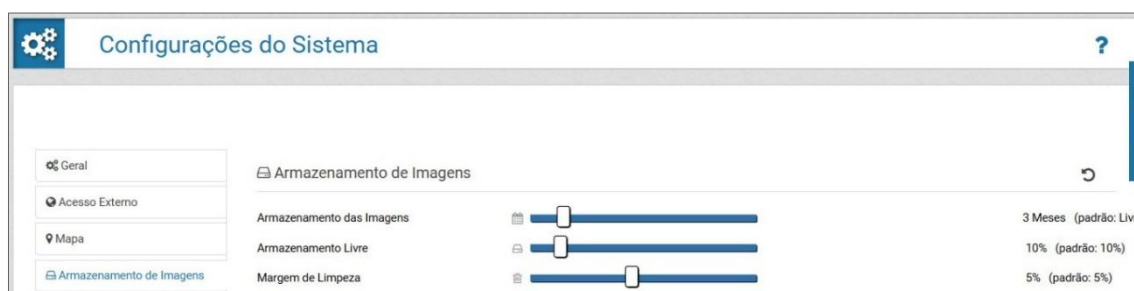 Configurações do Sistema ?
Geral
Armazenamento de Imagens
Acesso Externo
Armazenamento das Imagens 3 Meses (padrão: Liv
Mapa
Armazenamento Livre 10% (padrão: 10%)
Armazenamento de Imagens
Margem de Limpeza 5% (padrão: 5%)